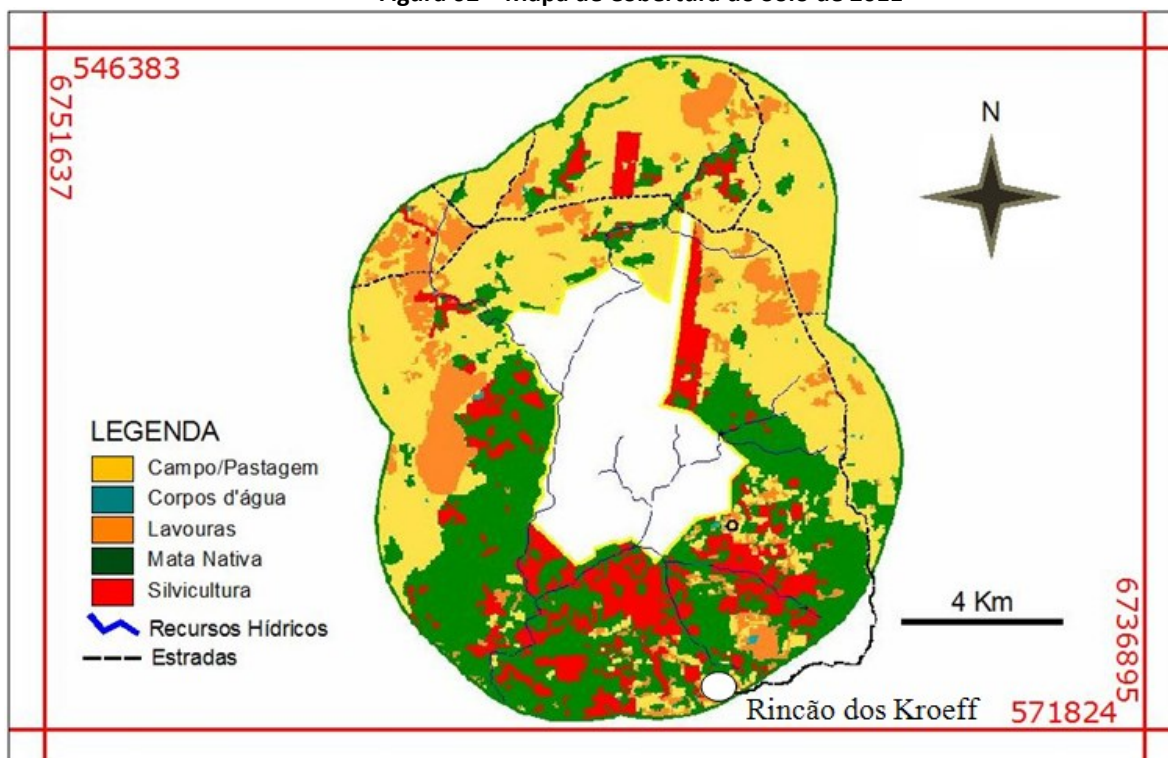 546383
6751637
N
LEGENDA
Campo/Pastagem
Corpos d'água
Lavouras
Mata Nativa
Silvicultura
Recursos Hídricos
Estradas
4 Km
6736895
Rincão dos Kroeff
571824